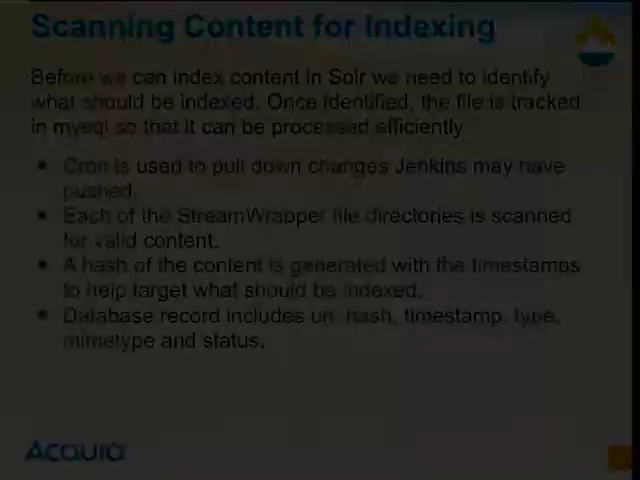 Scanning Content for Indexing
Before we can index content in Solr we need to identify
what should be indexed. Once identified, the file is tracked
in mysql so that it can be processed efficiently
Cron is used to pull down changes Jenkins may have
pushed.
Each of the StreamWrapper file directories is scanned
for valid content.
A hash of the content is generated with the timestamps
to help target what should be indexed.
Database record includes uri, hash, timestamp, type,
mimetype and status.
Acquia